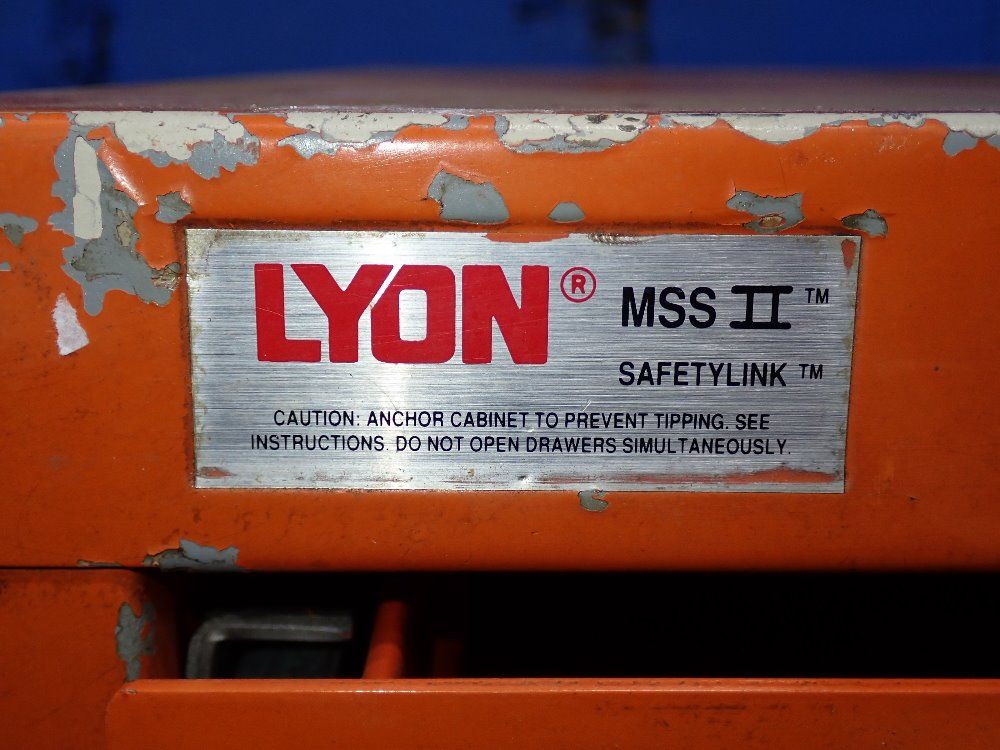 LYON® MSS II™
SAFETYLINK™
CAUTION: ANCHOR CABINET TO PREVENT TIPPING. SEE
INSTRUCTIONS. DO NOT OPEN DRAWERS SIMULTANEOUSLY.